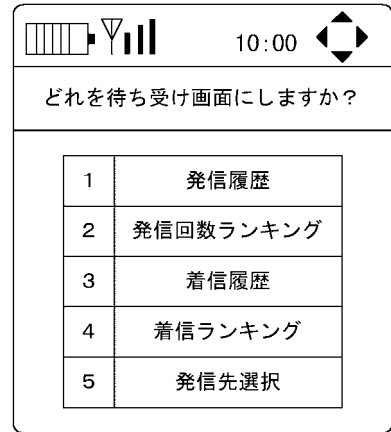 10:00
どれを待ち受け画面にしますか？
1 発信履歴
2 発信回数ランキング
3 着信履歴
4 着信ランキング
5 発信先選択